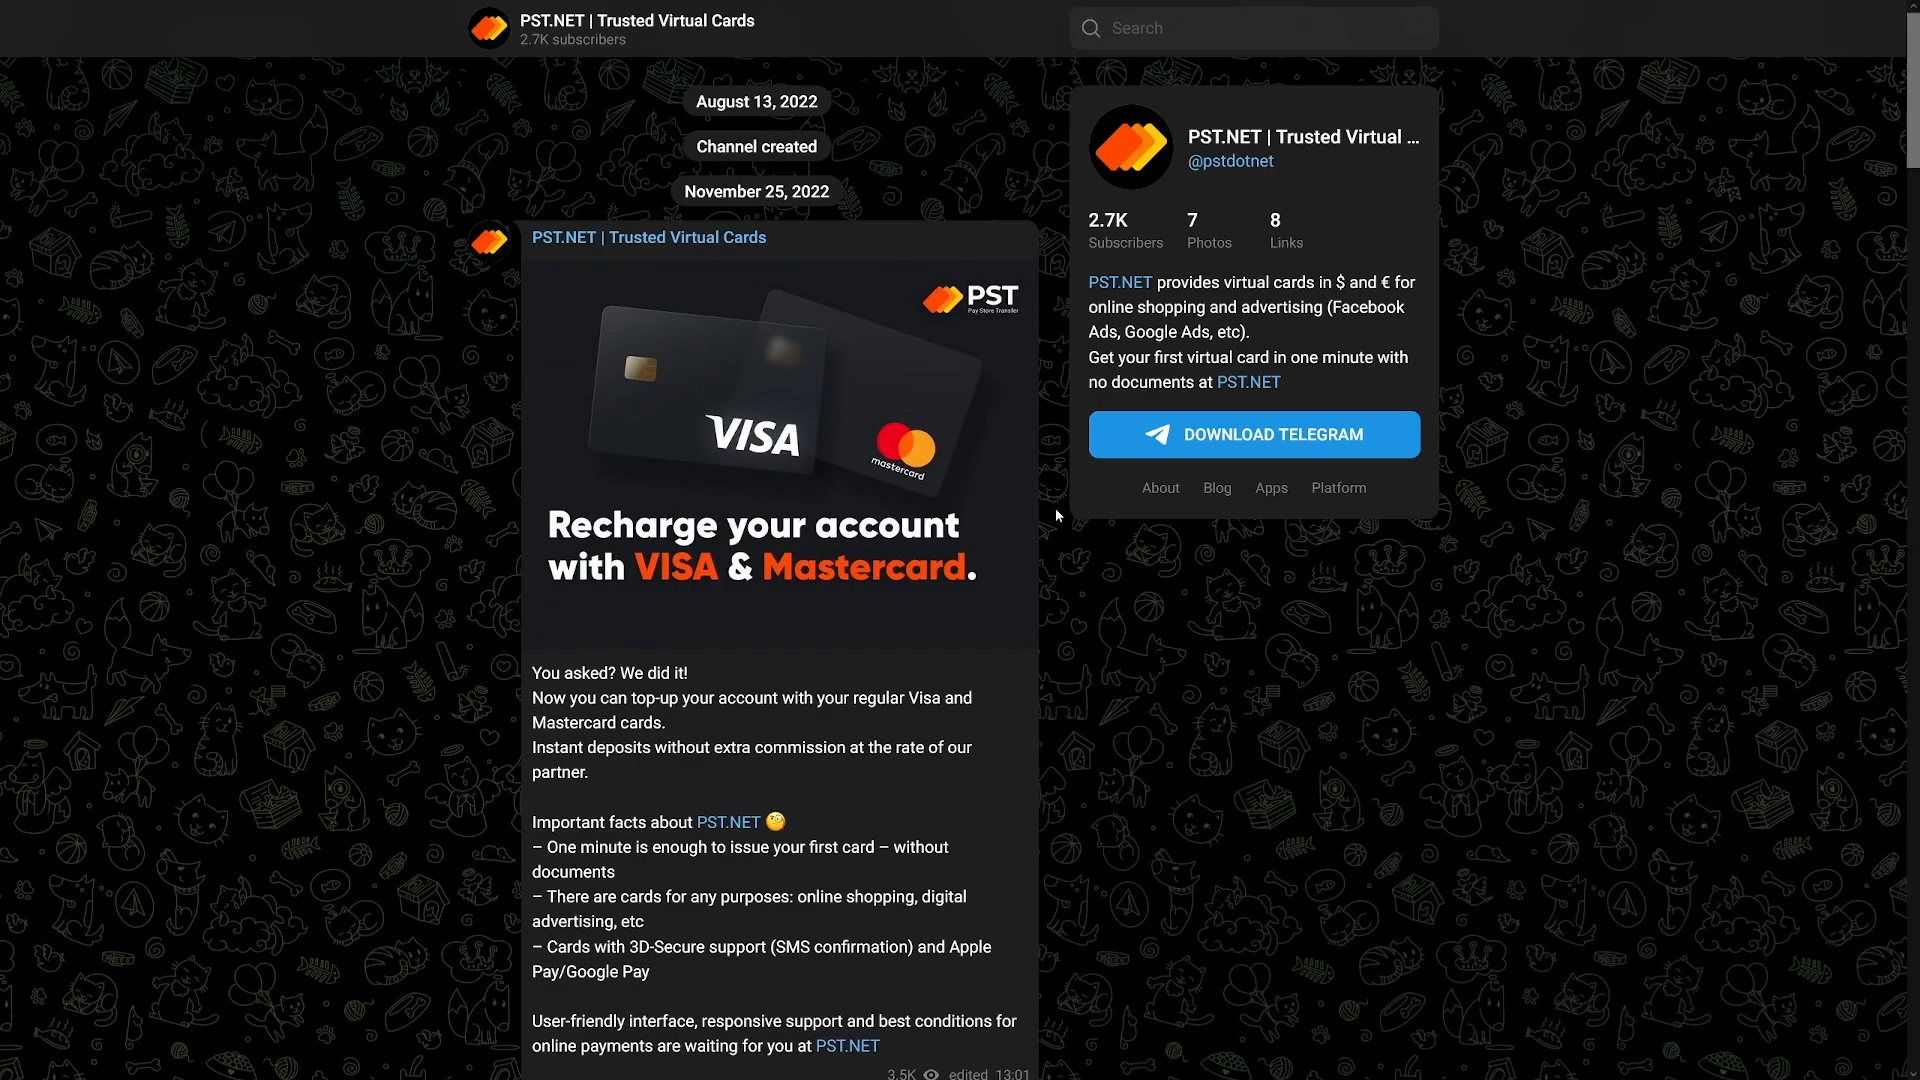 PST.NET | Trusted Virtual Cards
2.7K subscribers
Search
August 13, 2022
Channel created
November 25, 2022
PST.NET | Trusted Virtual Cards
PST
Pay Store Transfer
VISA
mastercard
Recharge your account
with VISA & Mastercard.
You asked? We did it!
Now you can top-up your account with your regular Visa and
Mastercard cards.
Instant deposits without extra commission at the rate of our
partner.
Important facts about PST.NET 🧐
– One minute is enough to issue your first card – without
documents
– There are cards for any purposes: online shopping, digital
advertising, etc
– Cards with 3D-Secure support (SMS confirmation) and Apple
Pay/Google Pay
User-friendly interface, responsive support and best conditions for
online payments are waiting for you at PST.NET
3.5K edited 13:01
PST.NET | Trusted Virtual ...
@pstdotnet
2.7K 7 8
Subscribers Photos Links
PST.NET provides virtual cards in $ and € for
online shopping and advertising (Facebook
Ads, Google Ads, etc).
Get your first virtual card in one minute with
no documents at PST.NET
DOWNLOAD TELEGRAM
About Blog Apps Platform